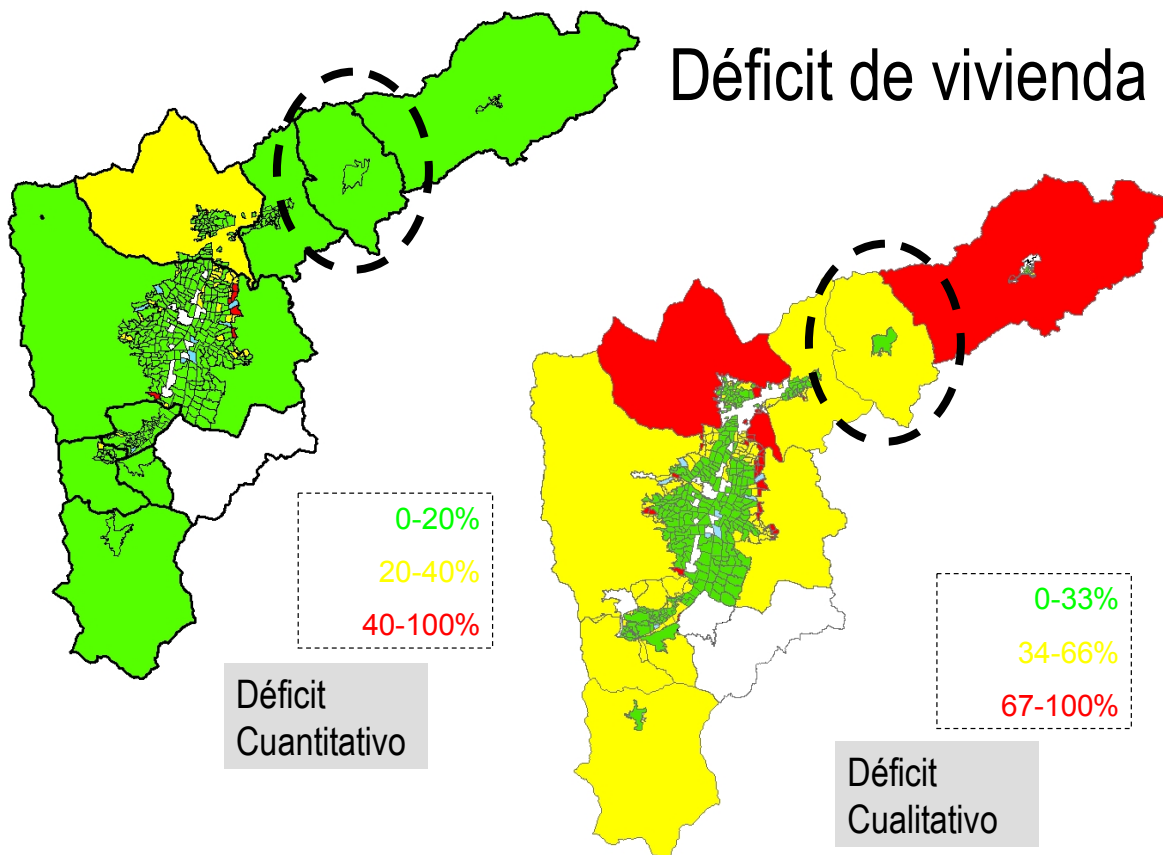 Déficit de vivienda
0-20%
20-40%
40-100%
Déficit
Cuantitativo
0-33%
34-66%
67-100%
Déficit
Cualitativo